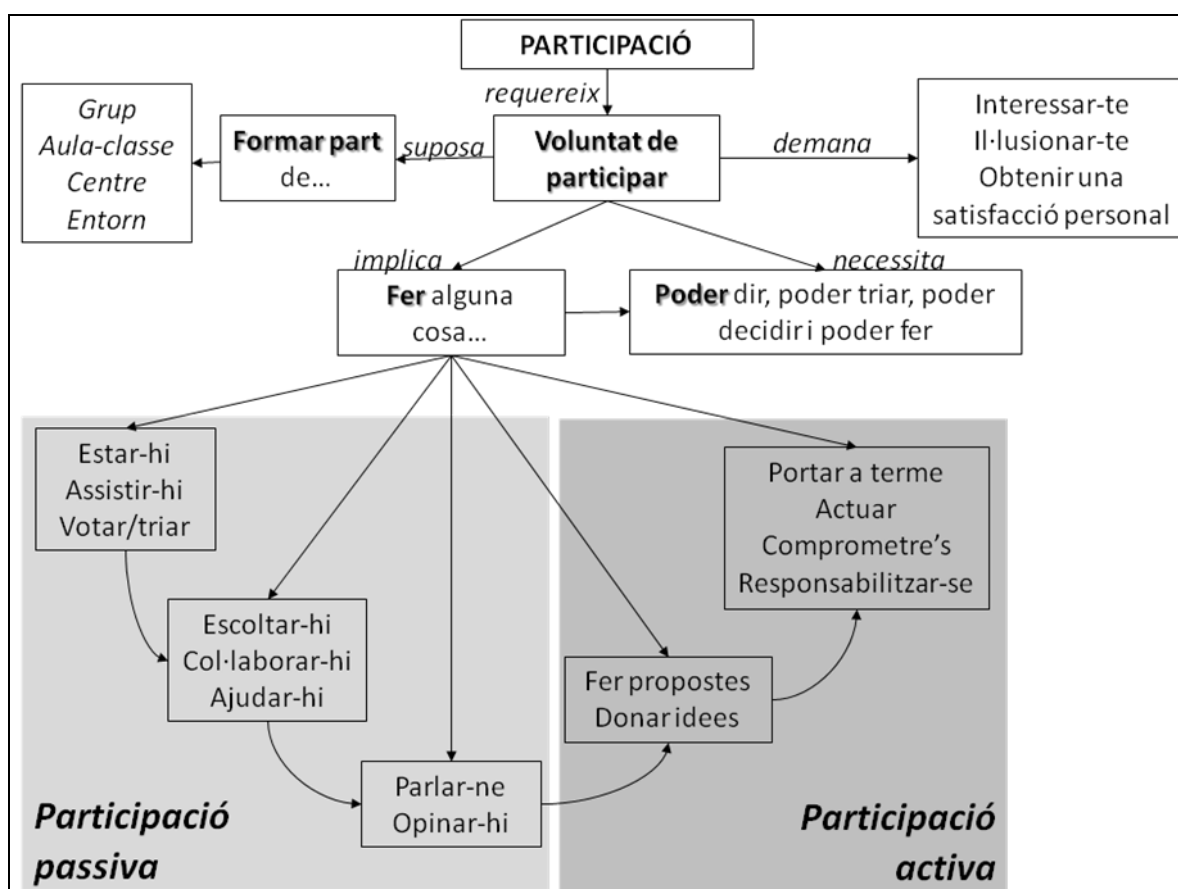 PARTICIPACIÓ
requereix
Grup
Aula-classe
Centre
Entorn
Formar part
de...
suposa
Voluntat de
participar
demana
Interessar-te
Il·lusionar-te
Obtenir una
satisfacció personal
implica
necessita
Fer alguna
cosa...
Poder dir, poder triar, poder
decidir i poder fer
Estar-hi
Assistir-hi
Votar/triar
Escoltar-hi
Col·laborar-hi
Ajudar-hi
Parlar-ne
Opinar-hi
Fer propostes
Donar idees
Portar a terme
Actuar
Comprometre’s
Responsabilitzar-se
Participació
passiva
Participació
activa